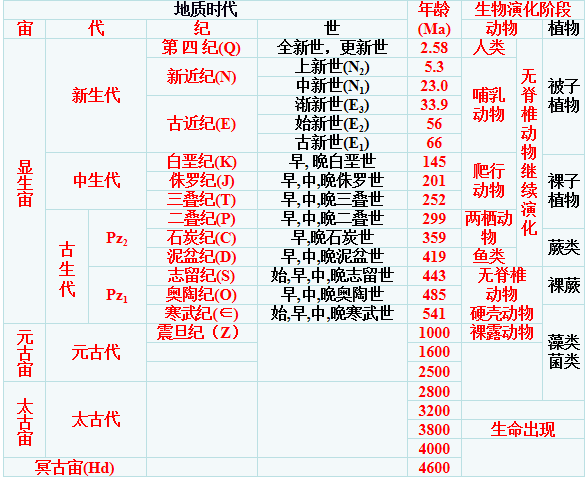 地质时代 年龄 生物演化阶段
宙 代 纪 世 (Ma) 动物 植物
第四纪(Q) 全新世，更新世 2.58 人类
新生代 新近纪(N) 上新世(N₂) 5.3
中新世(N₁) 23.0
古近纪(E) 渐新世(E₃) 33.9
始新世(E₂) 56
古新世(E₁) 66
哺乳动物
无脊椎动物继续演化
被子植物
显生宙
中生代 白垩纪(K) 早,晚白垩世 145
侏罗纪(J) 早,中,晚侏罗世 201
三叠纪(T) 早,中,晚三叠世 252
爬行动物
裸子植物
古生代
Pz₂ 二叠纪(P) 早,中,晚二叠世 299 两栖动物
石炭纪(C) 早,晚石炭世 359
泥盆纪(D) 早,中,晚泥盆世 419 鱼类
蕨类
Pz₁ 志留纪(S) 始,早,中,晚志留世 443 无脊椎动物
奥陶纪(O) 早,中,晚奥陶世 485
裸蕨
寒武纪(∈) 始,早,中,晚寒武世 541 硬壳动物
元古宙 元古代 震旦纪（Z） 1000 裸露动物
1600
2500
藻类菌类
太古宙 太古代 2800
3200
3800 生命出现
4000
冥古宙(Hd) 4600